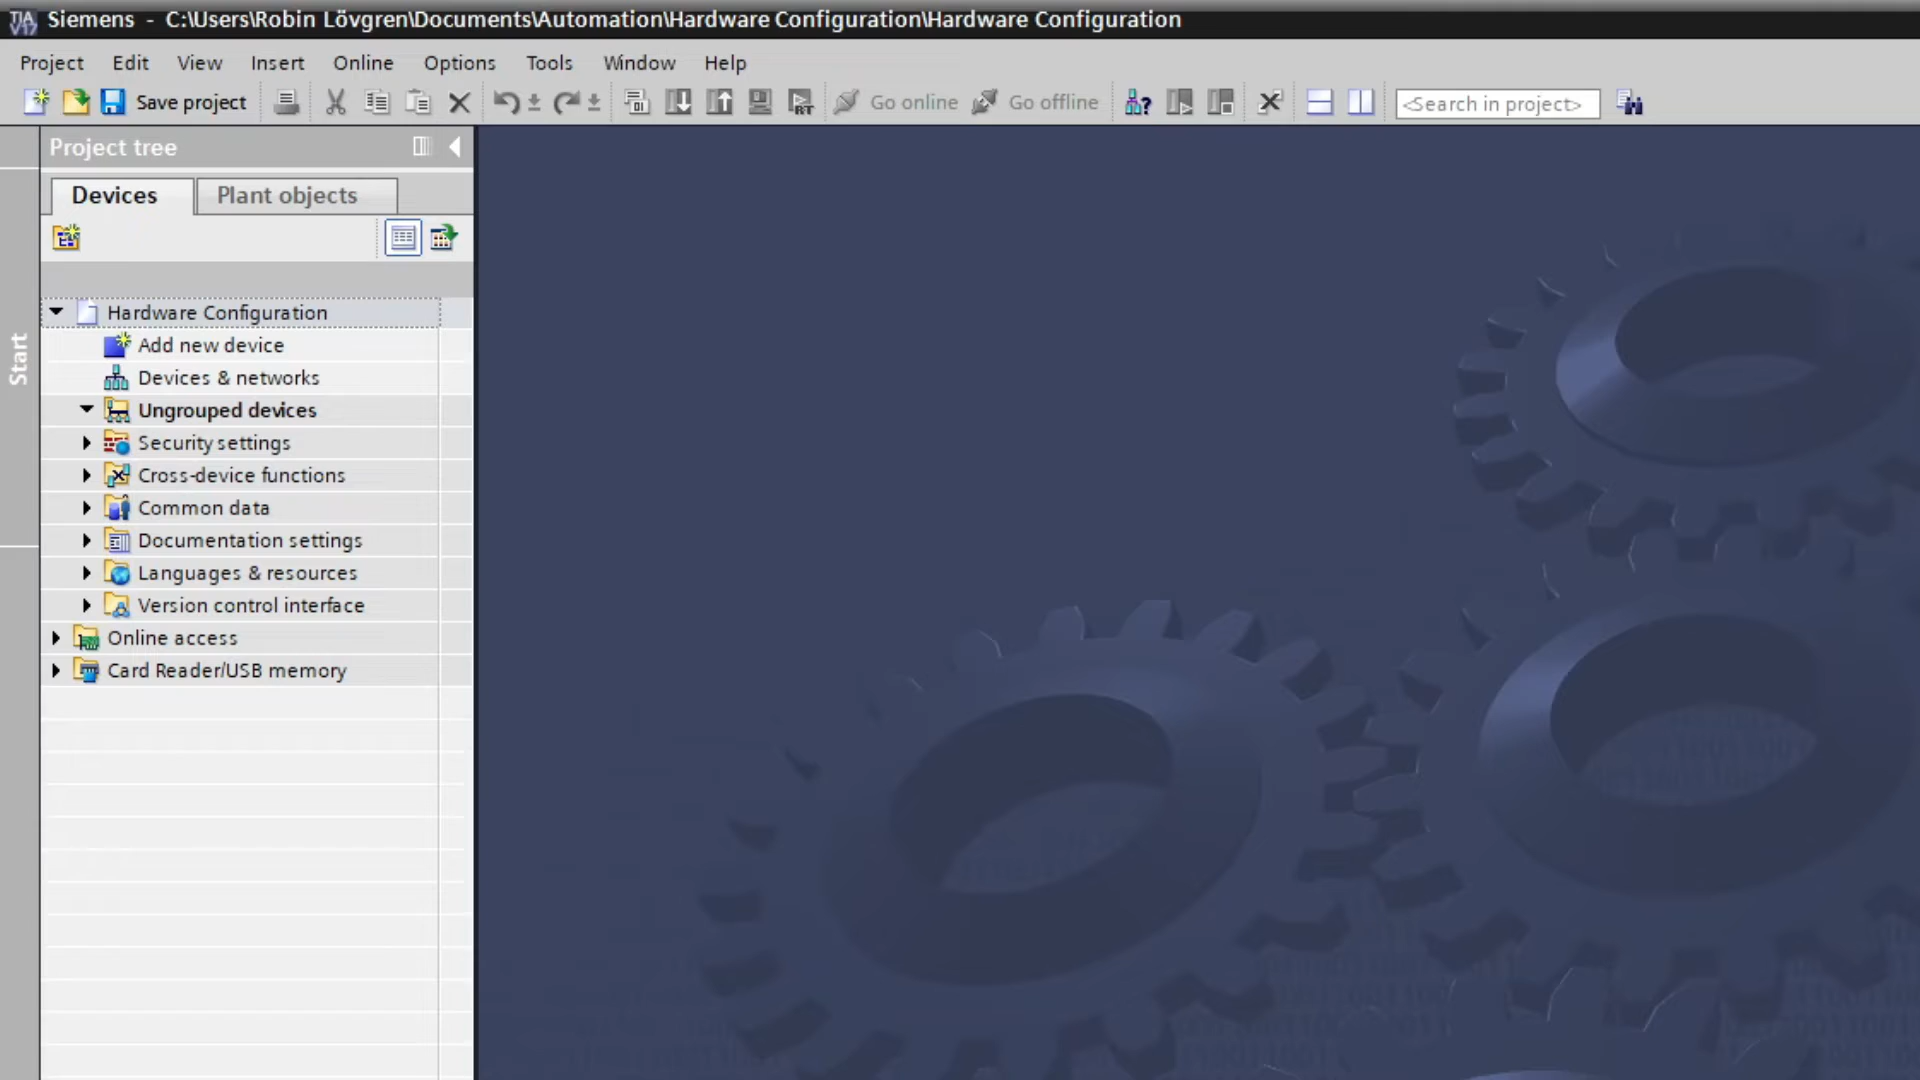 TIA V17 Siemens - C:\Users\Robin Lövgren\Documents\Automation\Hardware Configuration\Hardware Configuration
Project Edit View Insert Online Options Tools Window Help
Save project RT Go online Go offline <Search in project>
Project tree
Devices Plant objects
Start
Hardware Configuration
Add new device
Devices & networks
Ungrouped devices
Security settings
Cross-device functions
Common data
Documentation settings
Languages & resources
Version control interface
Online access
Card Reader/USB memory